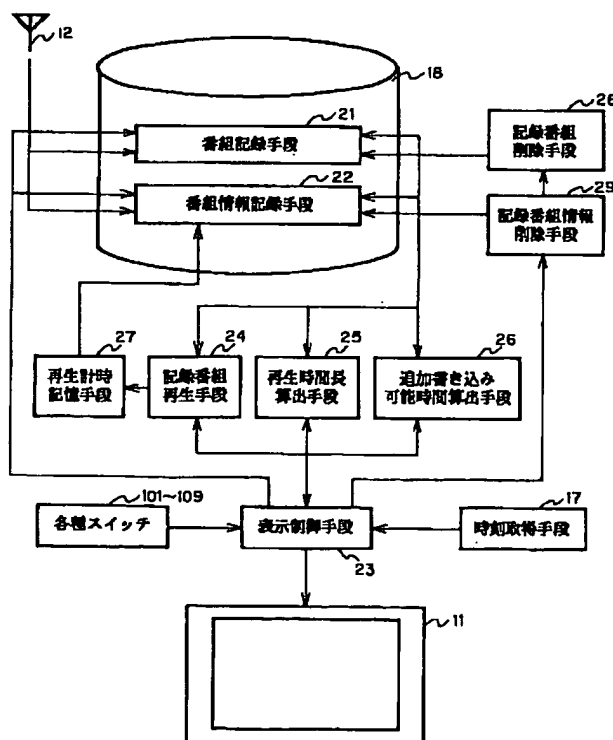 12
18
21
番組記録手段
22
番組情報記録手段
28
記録番組
削除手段
29
記録番組情報
削除手段
27
再生計時
記憶手段
24
記録番組
再生手段
25
再生時間長
算出手段
26
追加書き込み
可能時間算出手段
101~109
各種スイッチ
表示制御手段
23
17
時刻取得手段
11